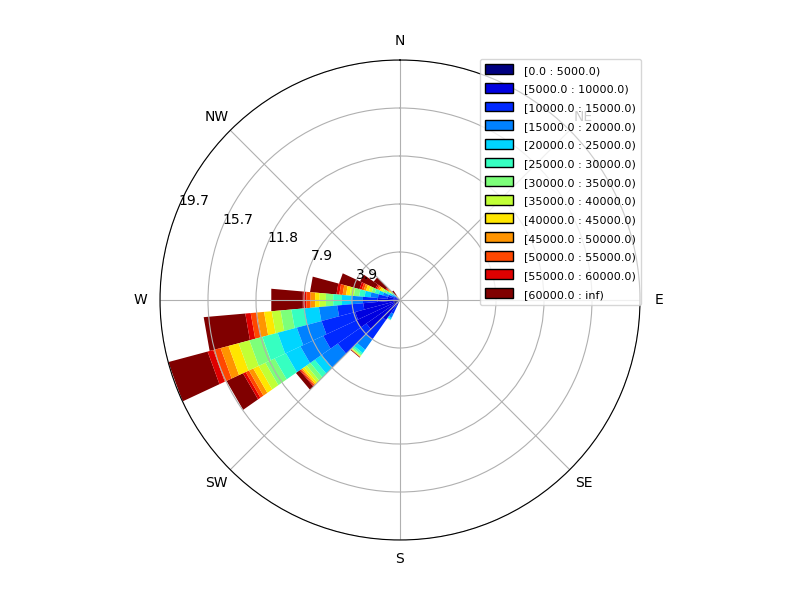 N
NW
NE
19.7
15.7
11.8
7.9
3.9
W
E
SW
SE
S
[0.0 : 5000.0)
[5000.0 : 10000.0)
[10000.0 : 15000.0)
[15000.0 : 20000.0)
[20000.0 : 25000.0)
[25000.0 : 30000.0)
[30000.0 : 35000.0)
[35000.0 : 40000.0)
[40000.0 : 45000.0)
[45000.0 : 50000.0)
[50000.0 : 55000.0)
[55000.0 : 60000.0)
[60000.0 : inf)